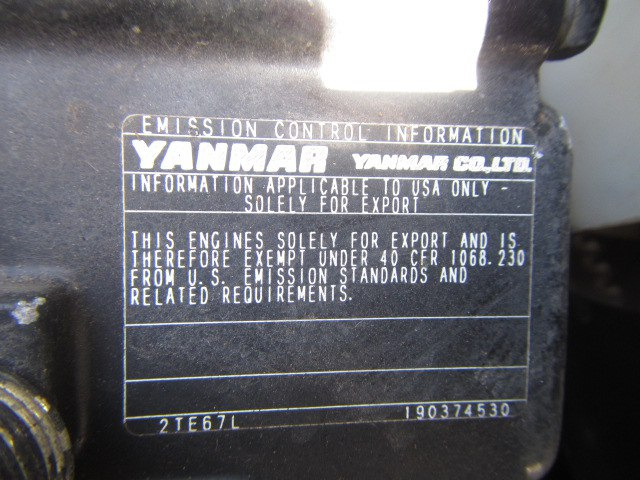 EMISSION CONTROL INFORMATION
YANMAR YANMAR CO.,LTD.
INFORMATION APPLICABLE TO USA ONLY -
SOLELY FOR EXPORT
THIS ENGINES SOLELY FOR EXPORT AND IS
THEREFORE EXEMPT UNDER 40 CFR 1068.230
FROM U.S. EMISSION STANDARDS AND
RELATED REQUIREMENTS.
2TE67L 190374530